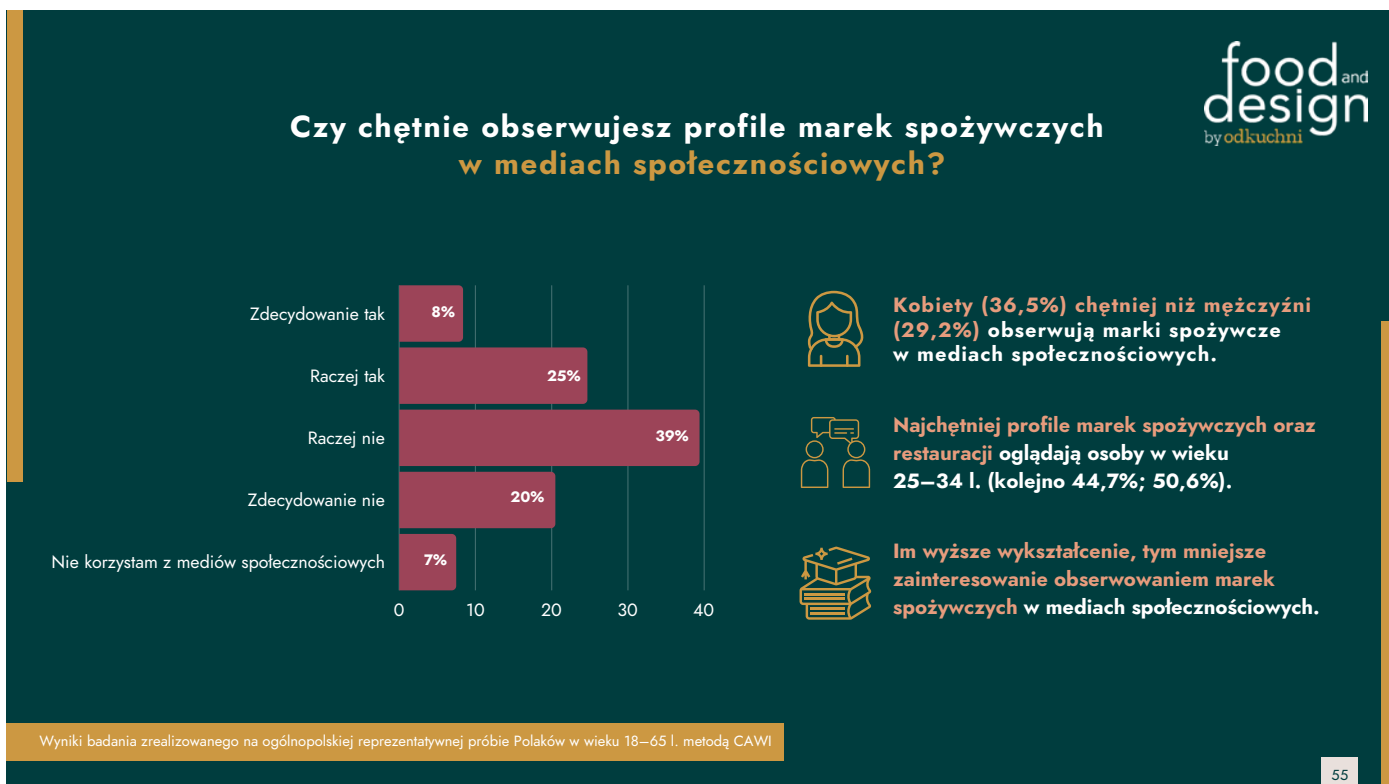 food and
design
by odkuchni
Czy chętnie obserwujesz profile marek spożywczych
w mediach społecznościowych?
Zdecydowanie tak
8%
Raczej tak
25%
Raczej nie
39%
Zdecydowanie nie
20%
Nie korzystam z mediów społecznościowych
7%
0 10 20 30 40
Kobiety (36,5%) chętniej niż mężczyźni
(29,2%) obserwują marki spożywcze
w mediach społecznościowych.
Najchętniej profile marek spożywczych oraz
restauracji oglądają osoby w wieku
25–34 l. (kolejno 44,7%; 50,6%).
Im wyższe wykształcenie, tym mniejsze
zainteresowanie obserwowaniem marek
spożywczych w mediach społecznościowych.
Wyniki badania zrealizowanego na ogólnopolskiej reprezentatywnej próbie Polaków w wieku 18–65 l. metodą CAWI
55